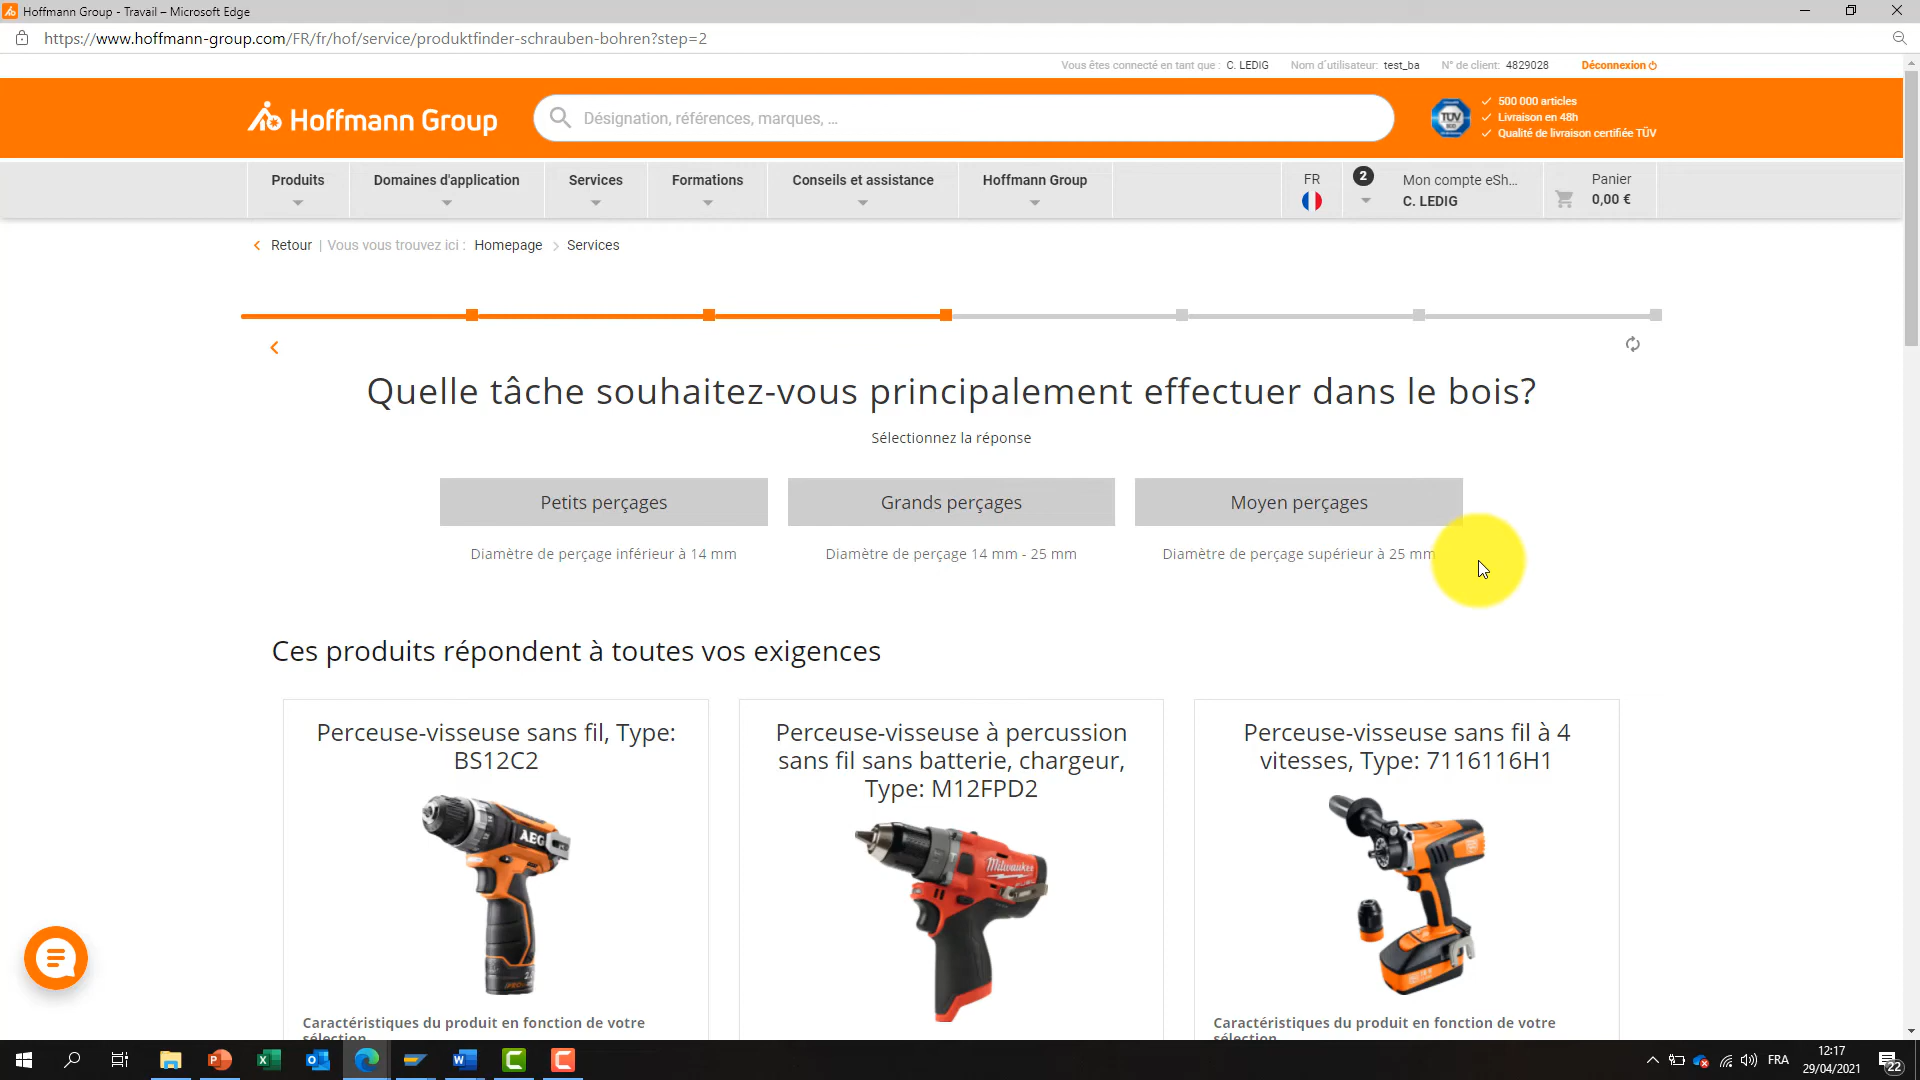 Hoffmann Group - Travail – Microsoft Edge
https://www.hoffmann-group.com/FR/fr/hof/service/produktfinder-schrauben-bohren?step=2
Vous êtes connecté en tant que : C. LEDIG Nom d´utilisateur: test_ba N° de client: 4829028 Déconnexion
Hoffmann Group
Désignation, références, marques, ...
TÜV
500 000 articles
Livraison en 48h
Qualité de livraison certifiée TÜV
Produits
Domaines d'application
Services
Formations
Conseils et assistance
Hoffmann Group
FR
2
Mon compte eSh...
C. LEDIG
Panier
0,00 €
Retour | Vous vous trouvez ici : Homepage > Services
Quelle tâche souhaitez-vous principalement effectuer dans le bois?
Sélectionnez la réponse
Petits perçages
Grands perçages
Moyen perçages
Diamètre de perçage inférieur à 14 mm
Diamètre de perçage 14 mm - 25 mm
Diamètre de perçage supérieur à 25 mm
Ces produits répondent à toutes vos exigences
Perceuse-visseuse sans fil, Type:
BS12C2
AEG
Caractéristiques du produit en fonction de votre
sélection
Perceuse-visseuse à percussion
sans fil sans batterie, chargeur,
Type: M12FPD2
Milwaukee
Perceuse-visseuse sans fil à 4
vitesses, Type: 7116116H1
Caractéristiques du produit en fonction de votre
sélection
FRA
12:17
29/04/2021
22